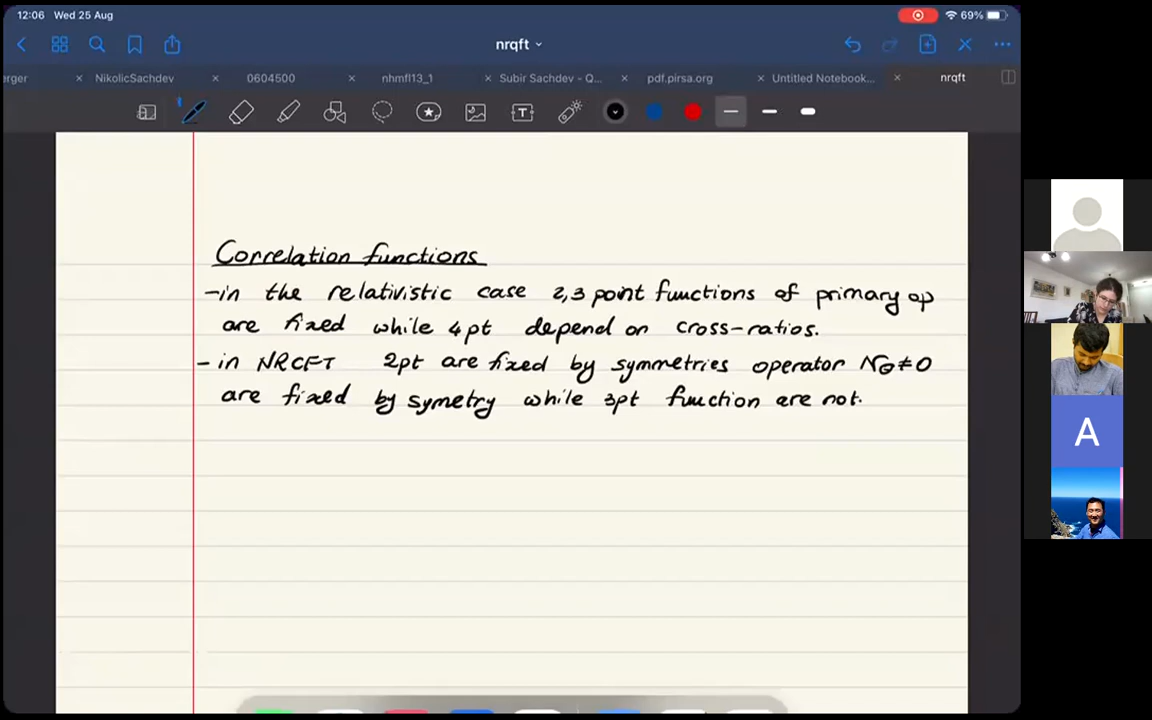 12:06 Wed 25 Aug
69%
nrqft
erger
NikolicSachdev
0604500
nhmfl13_1
Subir Sachdev - Q...
pdf.pirsa.org
Untitled Notebook...
nrqft
Correlation functions
-in the relativistic case 2,3 point functions of primary op
are fixed while 4pt depend on cross-ratios.
- in NRCFT 2pt are fixed by symmetries operator N_O≠0
are fixed by symetry while 3pt function are not.
A